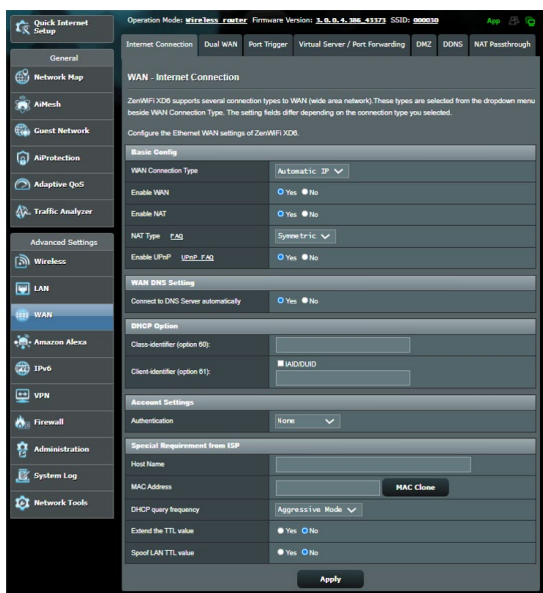 Quick Internet
Setup
Operation Mode: Wireless router Firmware Version: 3.0.0.4.386_43373 SSID: 000030
App
Internet Connection Dual WAN Port Trigger Virtual Server / Port Forwarding DMZ DDNS NAT Passthrough
General
Network Map
AiMesh
Guest Network
AiProtection
Adaptive QoS
Traffic Analyzer
Advanced Settings
Wireless
LAN
WAN
Amazon Alexa
IPv6
VPN
Firewall
Administration
System Log
Network Tools
WAN - Internet Connection
ZenWiFi XD6 supports several connection types to WAN (wide area network).These types are selected from the dropdown menu
beside WAN Connection Type. The setting fields differ depending on the connection type you selected.
Configure the Ethernet WAN settings of ZenWiFi XD6.
Basic Config
WAN Connection Type Automatic IP
Enable WAN Yes No
Enable NAT Yes No
NAT Type FAQ Symmetric
Enable UPnP UPnP FAQ Yes No
WAN DNS Setting
Connect to DNS Server automatically Yes No
DHCP Option
Class-identifier (option 60):
Client-identifier (option 61): IAID/DUID
Account Settings
Authentication None
Special Requirement from ISP
Host Name
MAC Address MAC Clone
DHCP query frequency Aggressive Mode
Extend the TTL value Yes No
Spoof LAN TTL value Yes No
Apply